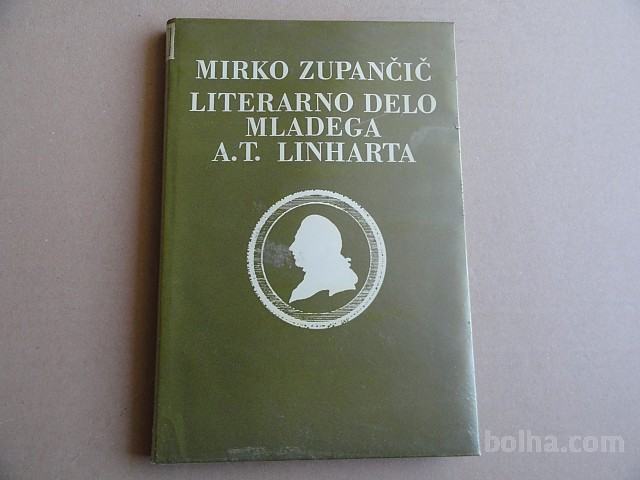 MIRKO ZUPANČIČ
LITERARNO DELO
MLADEGA
A.T. LINHARTA
bolha.com